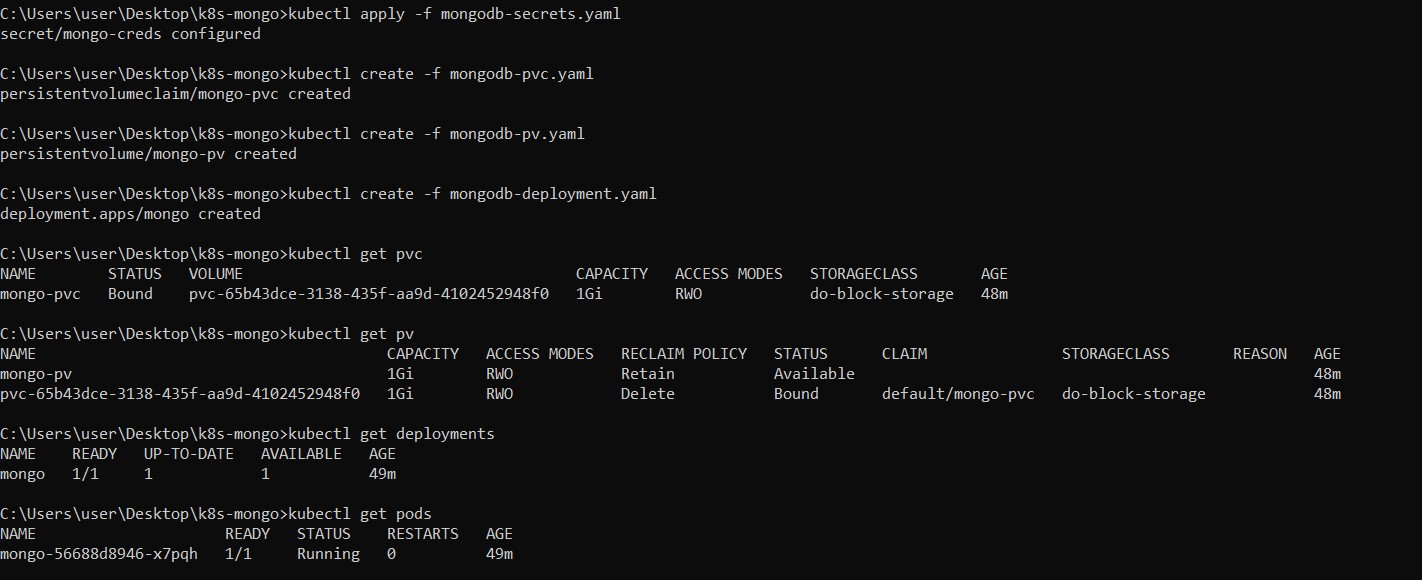 C:\Users\user\Desktop\k8s-mongo>kubectl apply -f mongodb-secrets.yaml
secret/mongo-creds configured
C:\Users\user\Desktop\k8s-mongo>kubectl create -f mongodb-pvc.yaml
persistentvolumeclaim/mongo-pvc created
C:\Users\user\Desktop\k8s-mongo>kubectl create -f mongodb-pv.yaml
persistentvolume/mongo-pv created
C:\Users\user\Desktop\k8s-mongo>kubectl create -f mongodb-deployment.yaml
deployment.apps/mongo created
C:\Users\user\Desktop\k8s-mongo>kubectl get pvc
NAME        STATUS   VOLUME                                     CAPACITY   ACCESS MODES   STORAGECLASS       AGE
mongo-pvc   Bound    pvc-65b43dce-3138-435f-aa9d-4102452948f0   1Gi        RWO            do-block-storage   48m
C:\Users\user\Desktop\k8s-mongo>kubectl get pv
NAME                                       CAPACITY   ACCESS MODES   RECLAIM POLICY   STATUS      CLAIM               STORAGECLASS       REASON   AGE
mongo-pv                                   1Gi        RWO            Retain           Available                                                   48m
pvc-65b43dce-3138-435f-aa9d-4102452948f0   1Gi        RWO            Delete           Bound       default/mongo-pvc   do-block-storage            48m
C:\Users\user\Desktop\k8s-mongo>kubectl get deployments
NAME    READY   UP-TO-DATE   AVAILABLE   AGE
mongo   1/1     1            1           49m
C:\Users\user\Desktop\k8s-mongo>kubectl get pods
NAME                     READY   STATUS    RESTARTS   AGE
mongo-56688d8946-x7pqh   1/1     Running   0          49m